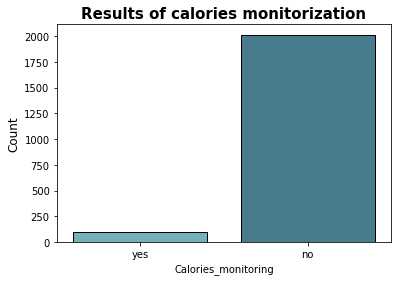 Results of calories monitorization
2000
1750
1500
1250
1000
750
500
250
0
Count
yes no
Calories_monitoring